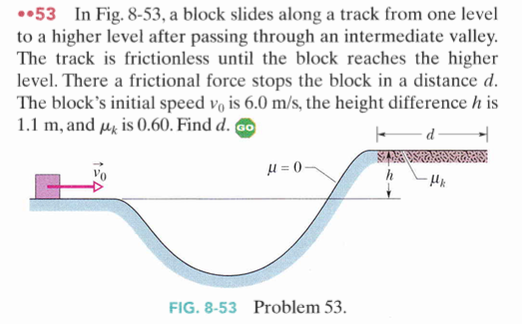 ••53 In Fig. 8-53, a block slides along a track from one level
to a higher level after passing through an intermediate valley.
The track is frictionless until the block reaches the higher
level. There a frictional force stops the block in a distance d.
The block's initial speed v₀ is 6.0 m/s, the height difference h is
1.1 m, and μₖ is 0.60. Find d. GO
d
v₀
μ = 0
h
μₖ
FIG. 8-53 Problem 53.